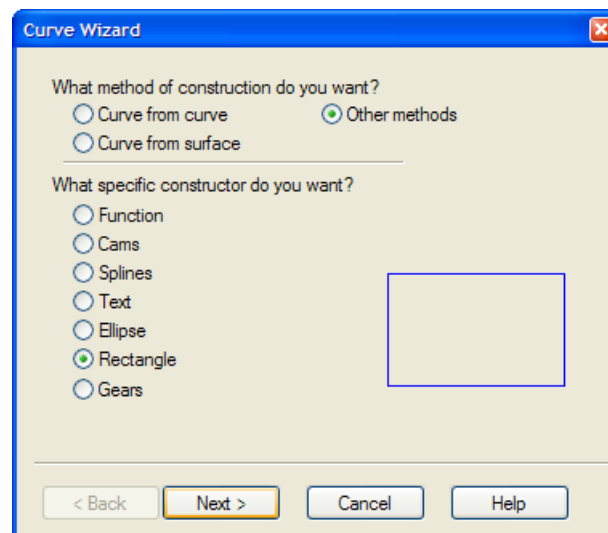 Curve Wizard
What method of construction do you want?
Curve from curve Other methods
Curve from surface
What specific constructor do you want?
Function
Cams
Splines
Text
Ellipse
Rectangle
Gears
< Back Next > Cancel Help